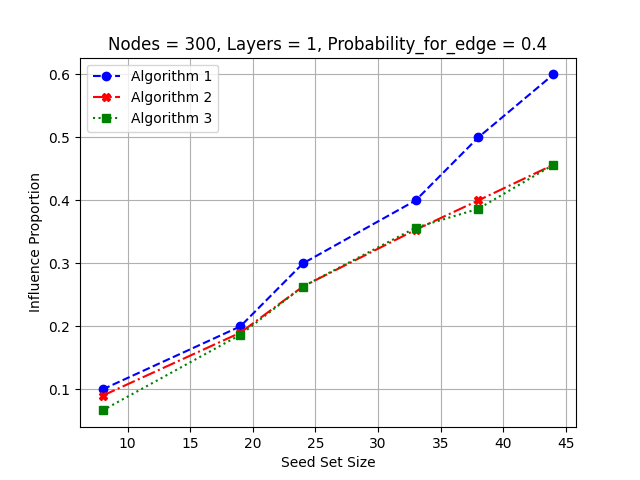 Nodes = 300, Layers = 1, Probability_for_edge = 0.4
Algorithm 1
Algorithm 2
Algorithm 3
Influence Proportion
0.6
0.5
0.4
0.3
0.2
0.1
10 15 20 25 30 35 40 45
Seed Set Size